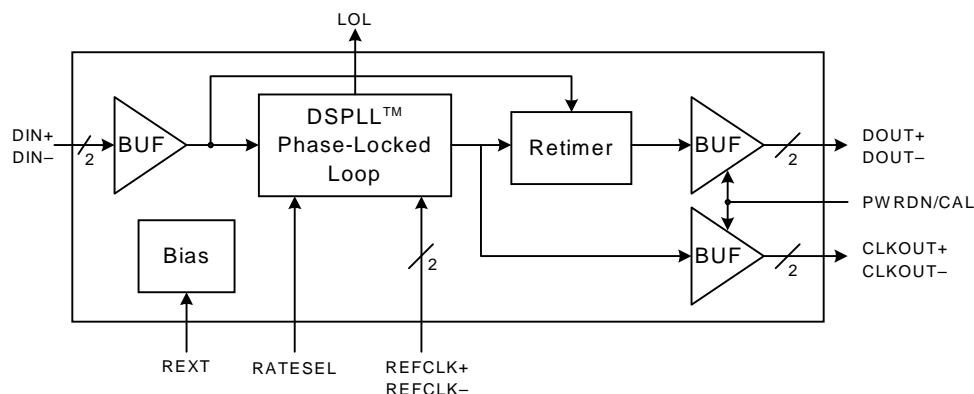 LOL
DSPLL™
Phase-Locked
Loop
DIN+
DIN–
2
BUF
Retimer
BUF
2
DOUT+
DOUT–
PWRDN/CAL
Bias
2
BUF
2
CLKOUT+
CLKOUT–
REXT
RATESEL
REFCLK+
REFCLK–